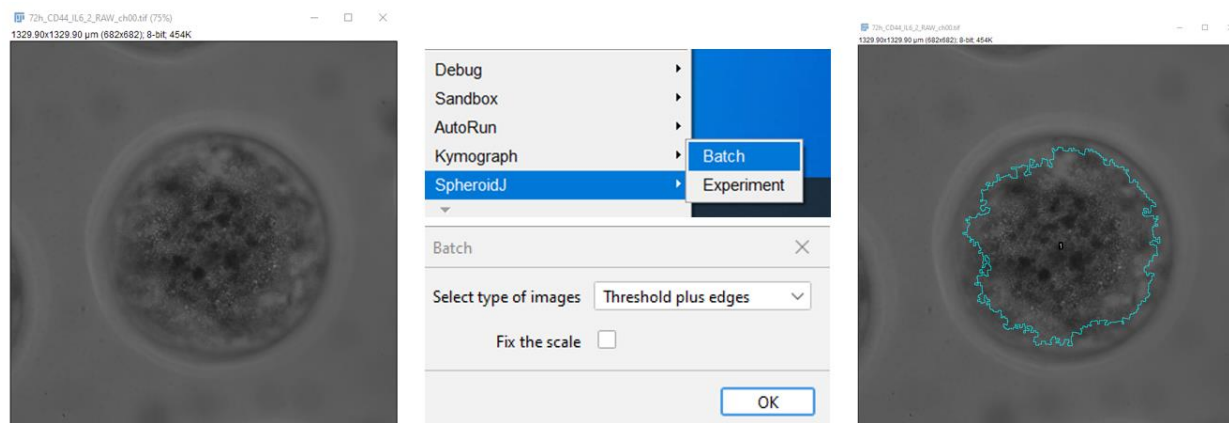 72h_CD44_IL6_2_RAW_ch00.tif (75%)
1329.90x1329.90 µm (682x682); 8-bit; 454K
Debug
Sandbox
AutoRun
Kymograph
SpheroidJ
Batch
Experiment
Batch
Select type of images
Threshold plus edges
Fix the scale
OK
72h_CD44_IL6_2_RAW_ch00.tif
1329.90x1329.90 µm (682x682); 8-bit; 454K
1